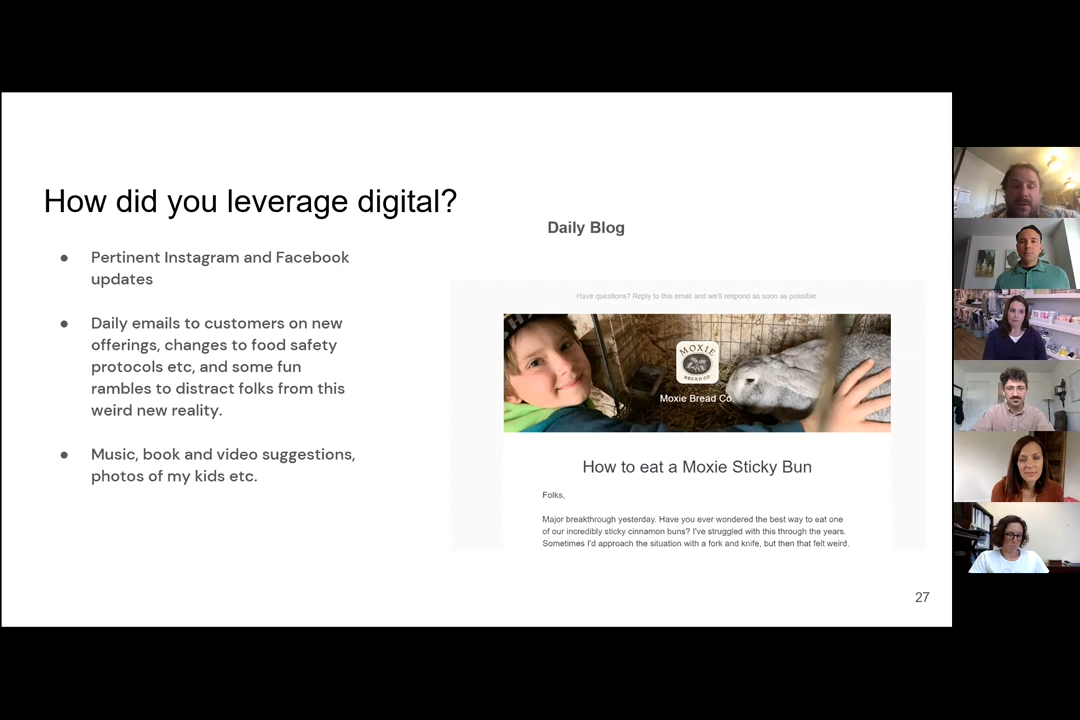 How did you leverage digital?
● Pertinent Instagram and Facebook
updates
● Daily emails to customers on new
offerings, changes to food safety
protocols etc, and some fun
rambles to distract folks from this
weird new reality.
● Music, book and video suggestions,
photos of my kids etc.
Daily Blog
Have questions? Reply to this email and we'll respond as soon as possible.
MOXIE
BREAD CO
Moxie Bread Co.
How to eat a Moxie Sticky Bun
Folks,
Major breakthrough yesterday. Have you ever wondered the best way to eat one
of our incredibly sticky cinnamon buns? I've struggled with this through the years.
Sometimes I'd approach the situation with a fork and knife, but then that felt weird.
27